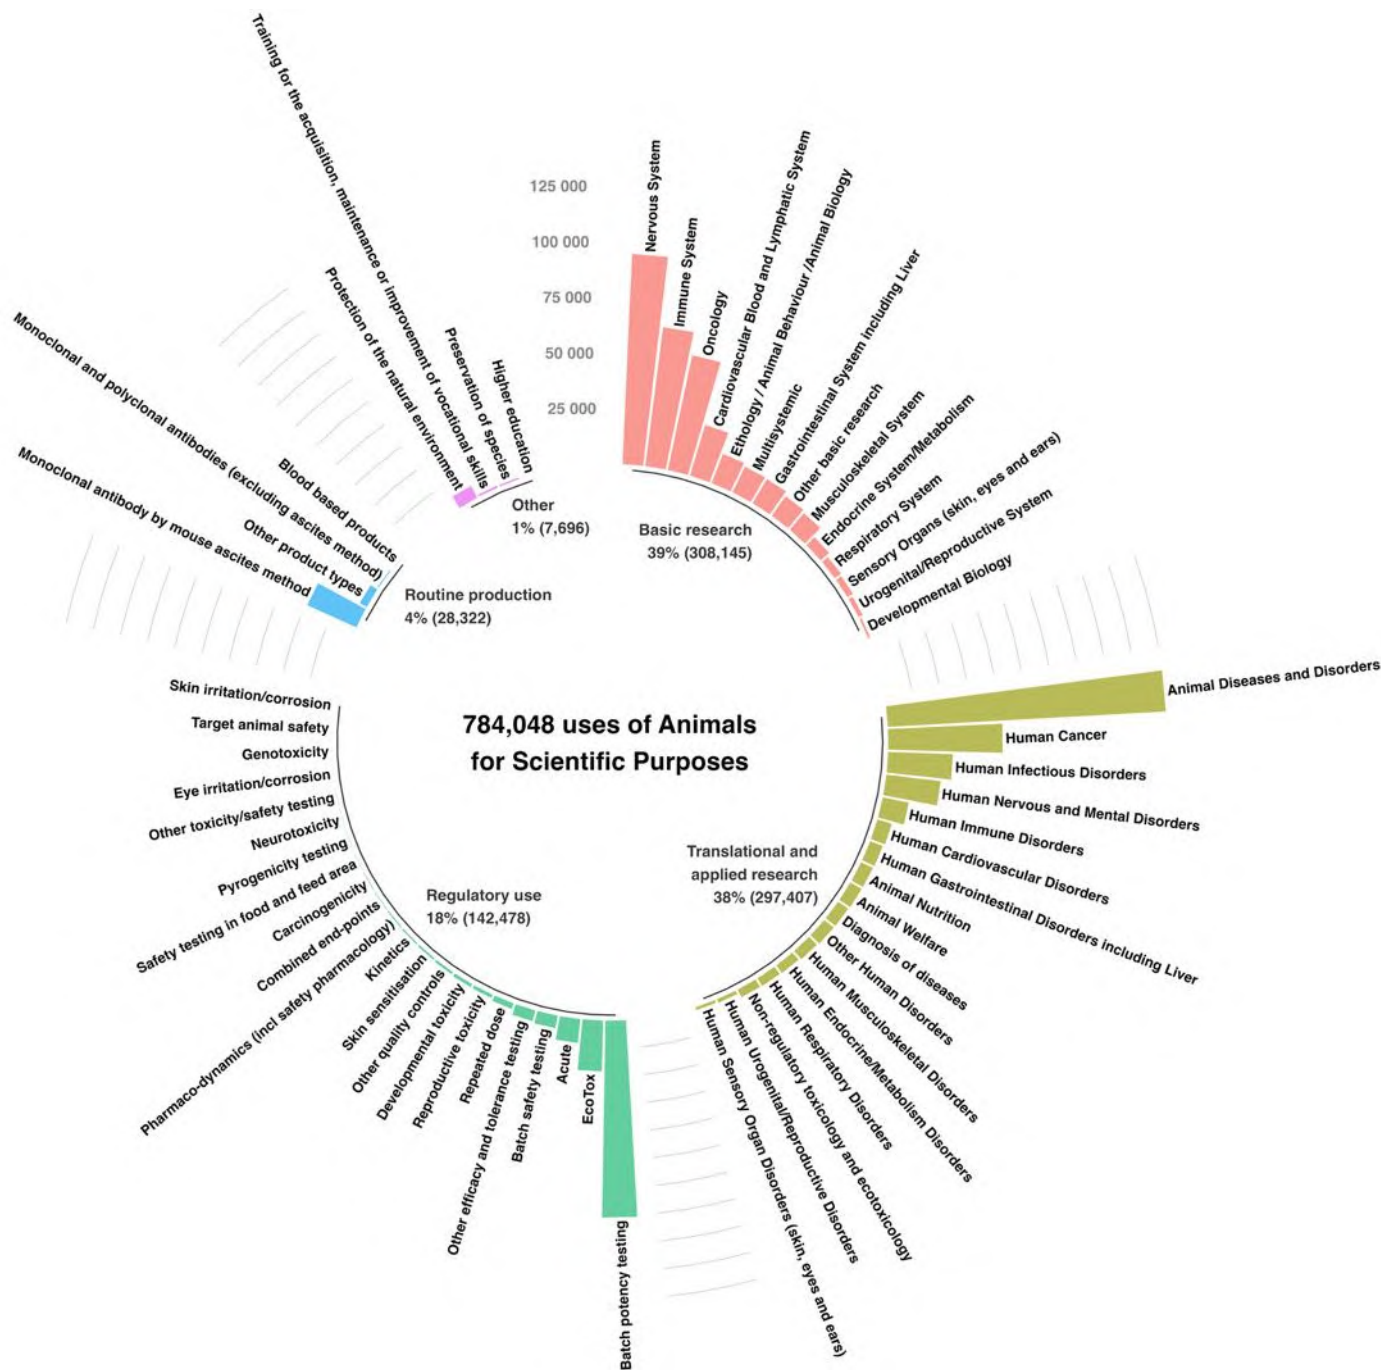 125 000
100 000
75 000
50 000
25 000
Nervous System
Immune System
Oncology
Cardiovascular Blood and Lymphatic System
Ethology / Animal Behaviour /Animal Biology
Multisystemic
Gastrointestinal System including Liver
Other basic research
Musculoskeletal System
Endocrine System/Metabolism
Respiratory System
Sensory Organs (skin, eyes and ears)
Urogenital/Reproductive System
Developmental Biology
Basic research
39% (308,145)
Animal Diseases and Disorders
Human Cancer
Human Infectious Disorders
Human Nervous and Mental Disorders
Human Immune Disorders
Human Cardiovascular Disorders
Human Gastrointestinal Disorders including Liver
Animal Nutrition
Animal Welfare
Diagnosis of diseases
Other Human Disorders
Human Musculoskeletal Disorders
Human Endocrine/Metabolism Disorders
Human Respiratory Disorders
Non-regulatory toxicology and ecotoxicology
Human Urogenital/Reproductive Disorders
Human Sensory Organ Disorders (skin, eyes and ears)
Translational and
applied research
38% (297,407)
Batch potency testing
EcoTox
Acute
Batch safety testing
Other efficacy and tolerance testing
Repeated dose
Reproductive toxicity
Developmental toxicity
Other quality controls
Skin sensitisation
Kinetics
Pharmaco-dynamics (incl safety pharmacology)
Combined end-points
Carcinogenicity
Safety testing in food and feed area
Pyrogenicity testing
Neurotoxicity
Other toxicity/safety testing
Eye irritation/corrosion
Genotoxicity
Target animal safety
Skin irritation/corrosion
Regulatory use
18% (142,478)
Monoclonal antibody by mouse ascites method
Other product types
Monoclonal and polyclonal antibodies (excluding ascites method)
Blood based products
Routine production
4% (28,322)
Protection of the natural environment
Training for the acquisition, maintenance or improvement of vocational skills
Preservation of species
Higher education
Other
1% (7,696)
784,048 uses of Animals
for Scientific Purposes